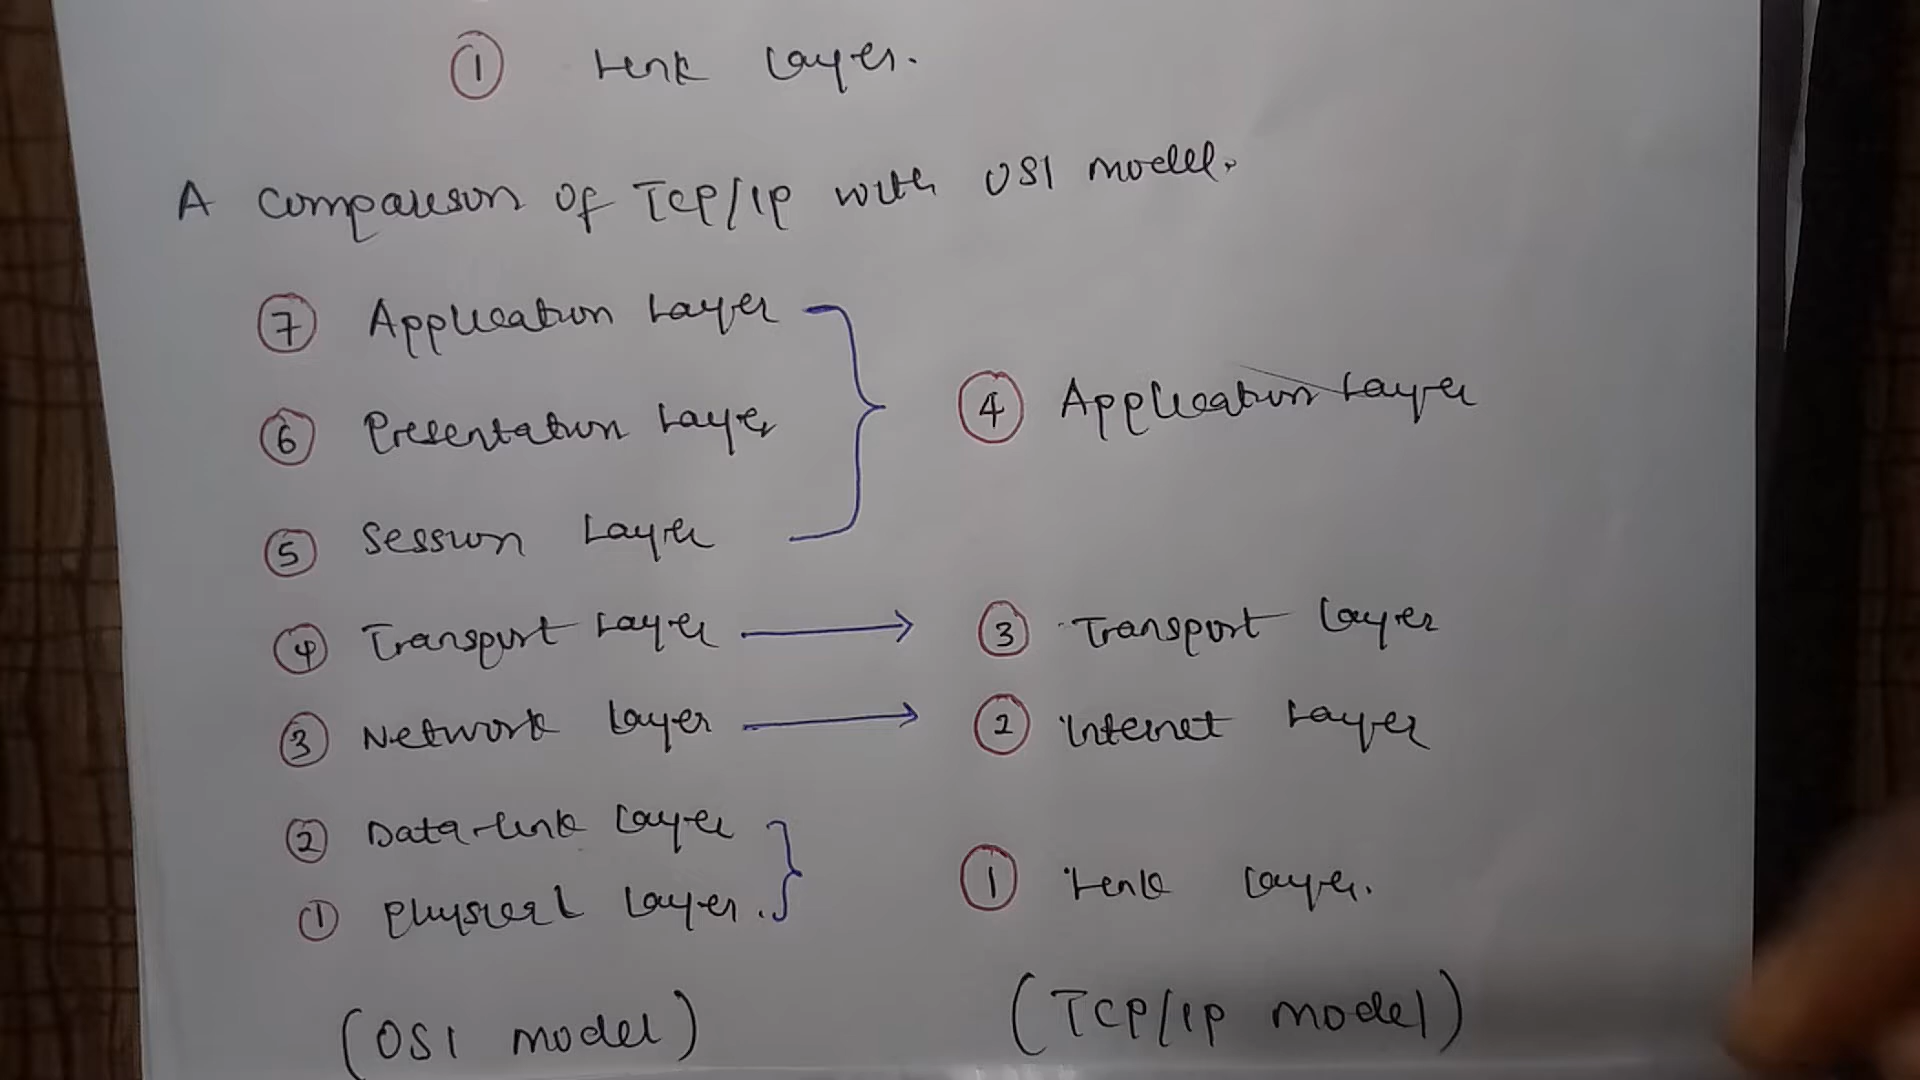 ① Link Layer.
A comparison of TCP/IP with OSI model.
⑦ Application Layer
⑥ Presentation Layer
④ Application Layer
⑤ Session Layer
④ Transport Layer → ③ Transport Layer
③ Network Layer → ② Internet Layer
② Data-link Layer
① Physical Layer.
① Link Layer.
(OSI model) (TCP/IP model)